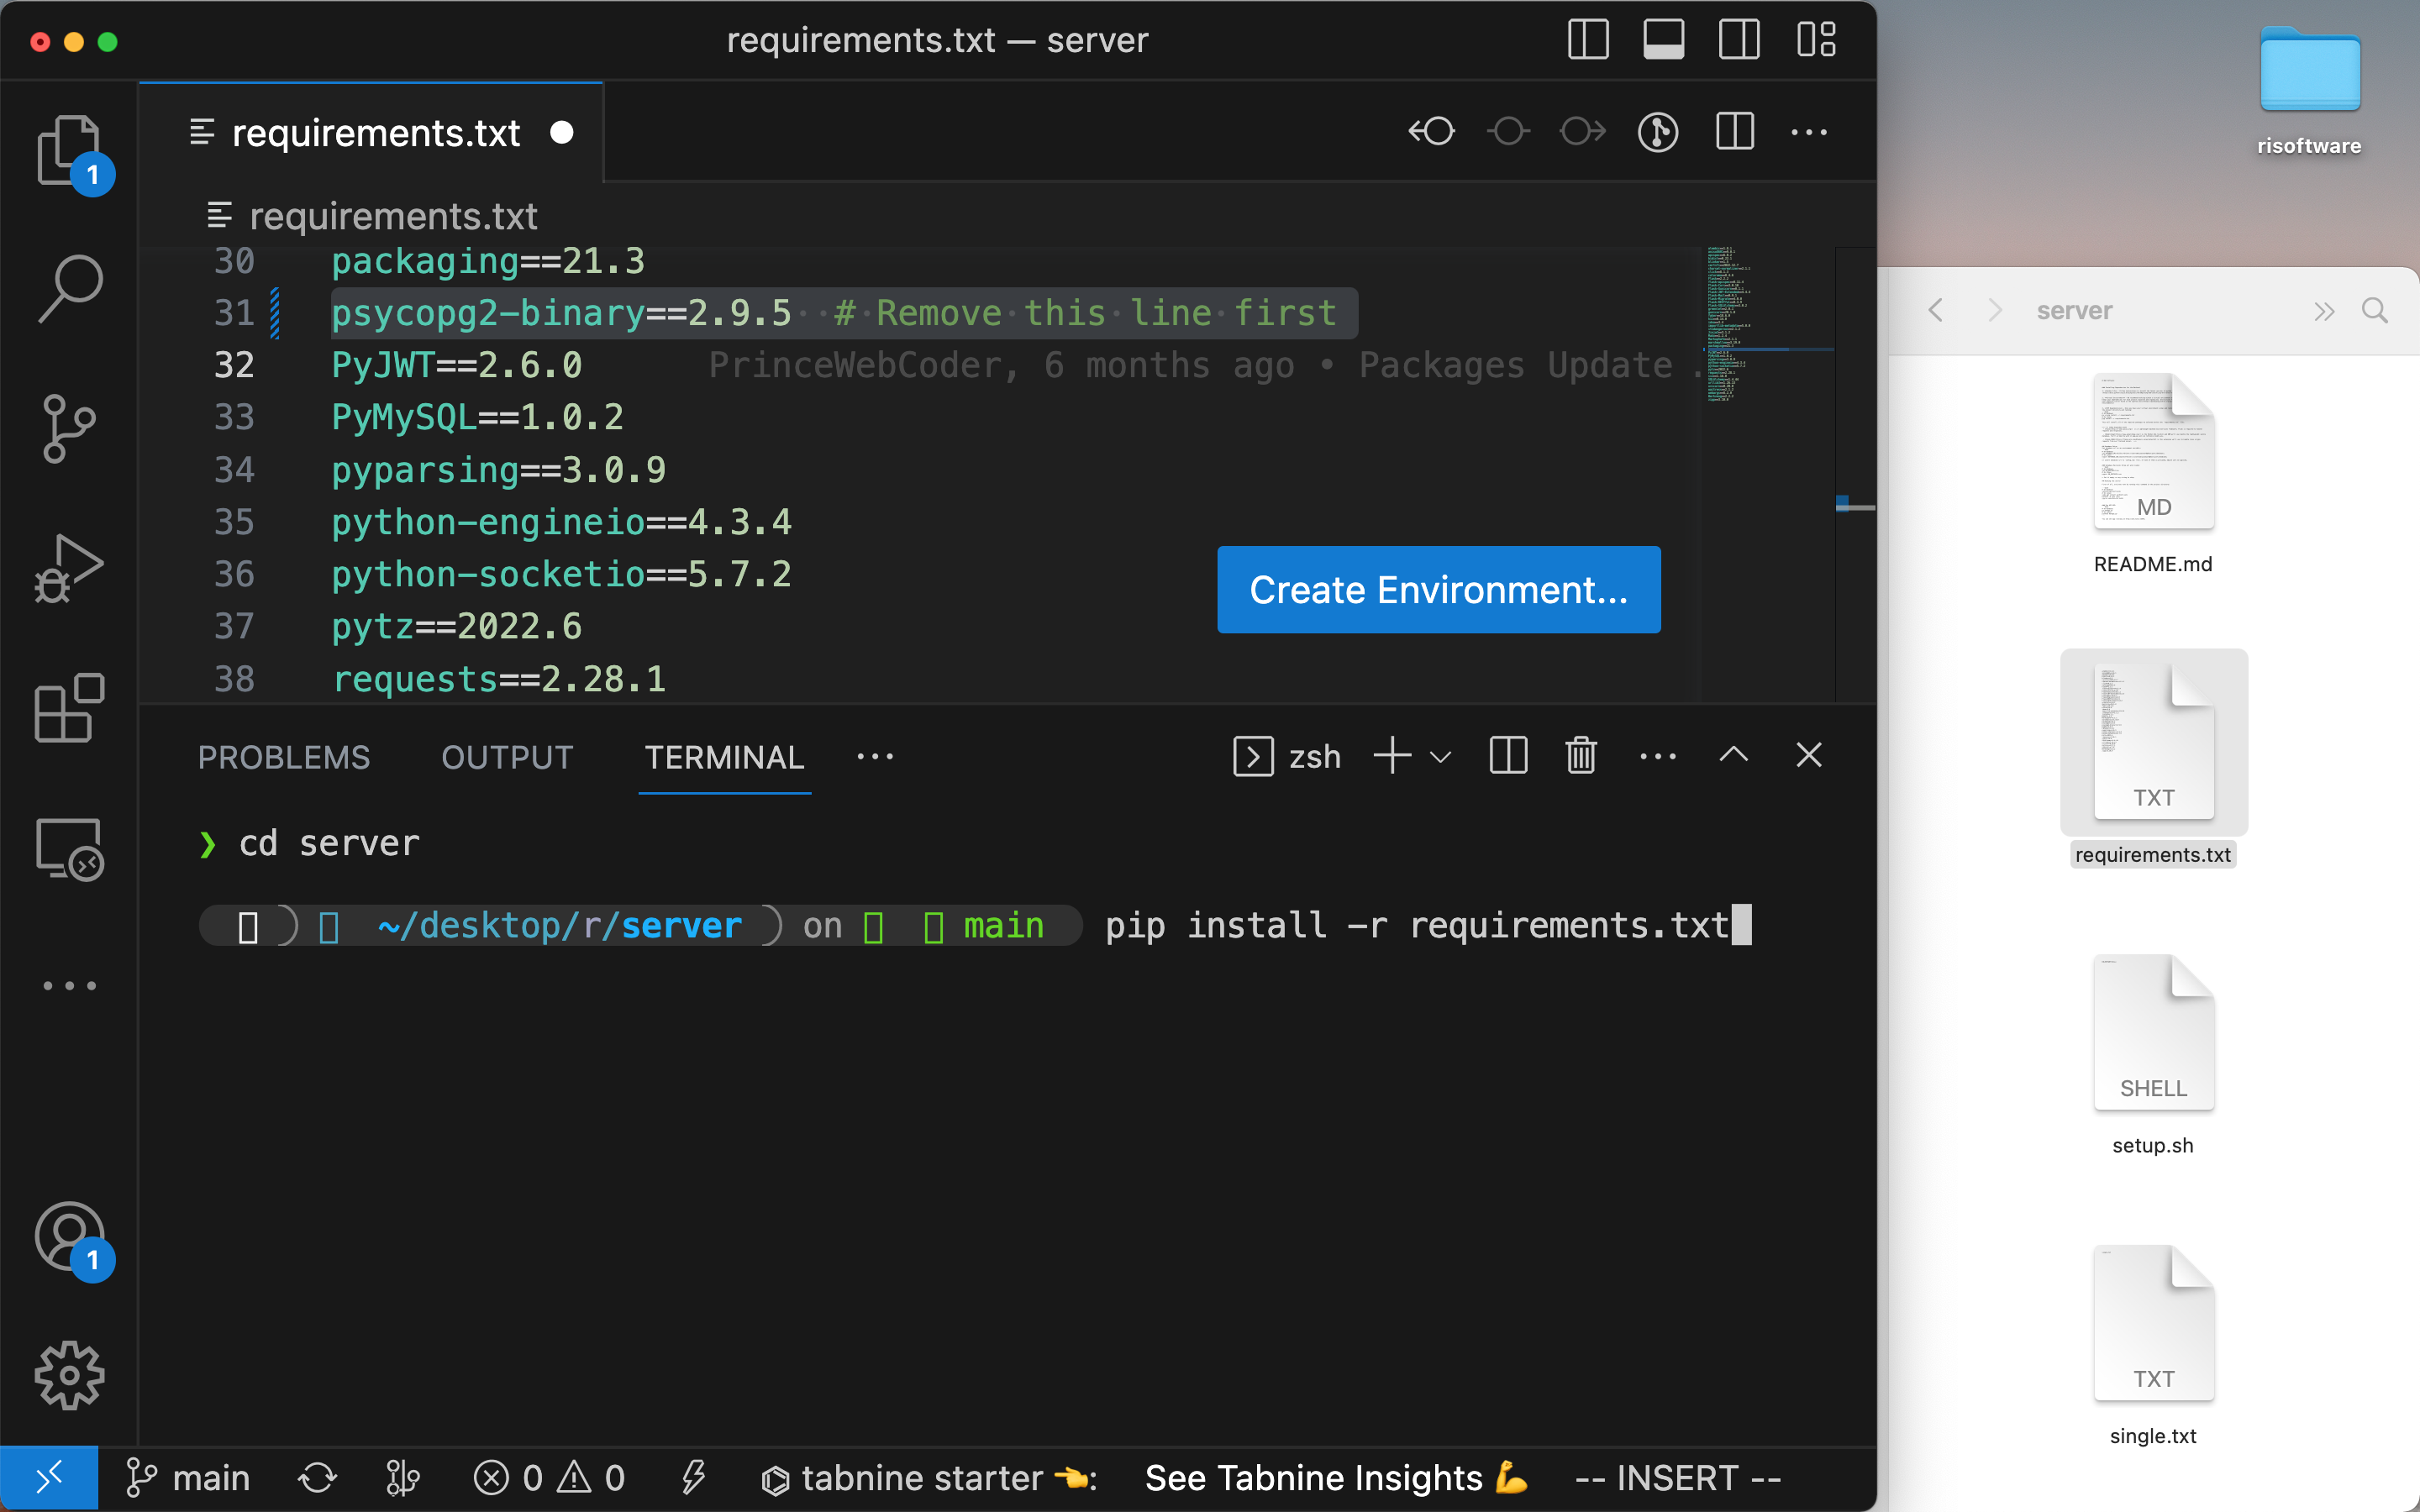 requirements.txt — server
risoftware
1
requirements.txt
requirements.txt
30 packaging==21.3
31 psycopg2-binary==2.9.5  # Remove this line first
32 PyJWT==2.6.0 PrinceWebCoder, 6 months ago • Packages Update .
33 PyMySQL==1.0.2
34 pyparsing==3.0.9
35 python-engineio==4.3.4
36 python-socketio==5.7.2
37 pytz==2022.6
38 requests==2.28.1
Create Environment...
PROBLEMS OUTPUT TERMINAL ···
zsh
❯ cd server
~/desktop/r/server ) on main pip install -r requirements.txt
1
main 0 0 tabnine starter 👈: See Tabnine Insights 💪 -- INSERT --
server
MD
README.md
TXT
requirements.txt
SHELL
setup.sh
TXT
single.txt